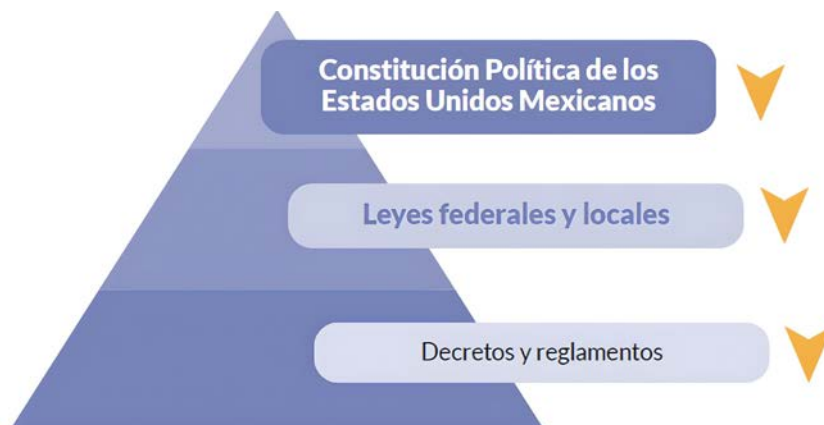 Constitución Política de los
Estados Unidos Mexicanos
Leyes federales y locales
Decretos y reglamentos